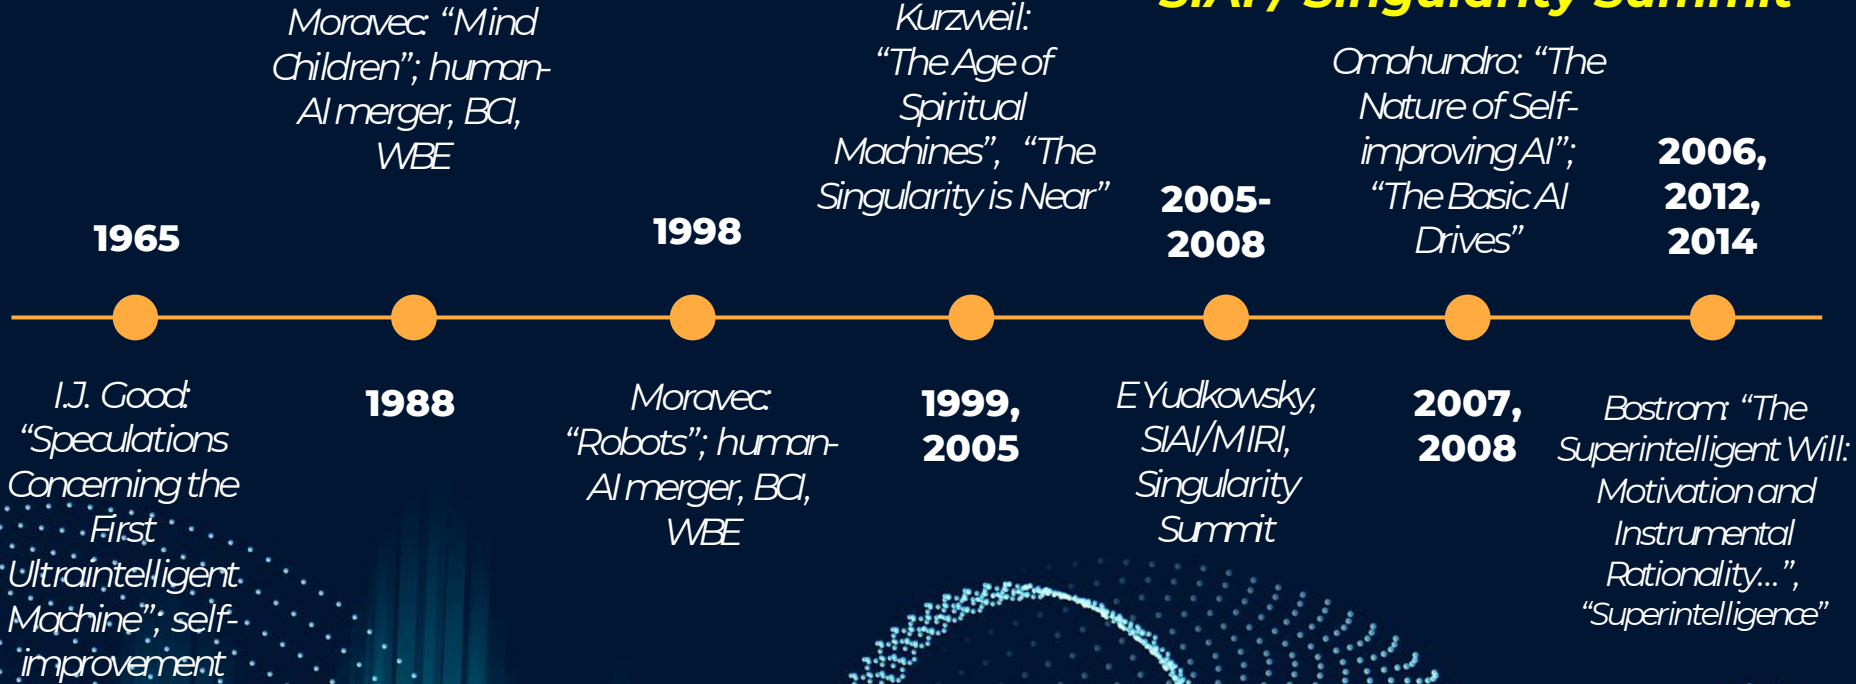 SIAI / Singularity Summit
Moravec: “Mind
Children”; human-
AI merger, BCI,
WBE
Kurzweil:
“The Age of
Spiritual
Machines”, “The
Singularity is Near”
Omohundro: “The
Nature of Self-
improving AI”;
“The Basic AI
Drives”
2006,
2012,
2014
1965
1998
2005-
2008
I.J. Good:
“Speculations
Concerning the
First
Ultraintelligent
Machine”; self-
improvement
1988
Moravec:
“Robots”; human-
AI merger, BCI,
WBE
1999,
2005
E Yudkowsky,
SIAI/MIRI,
Singularity
Summit
2007,
2008
Bostrom: “The
Superintelligent Will:
Motivation and
Instrumental
Rationality...”,
“Superintelligence”